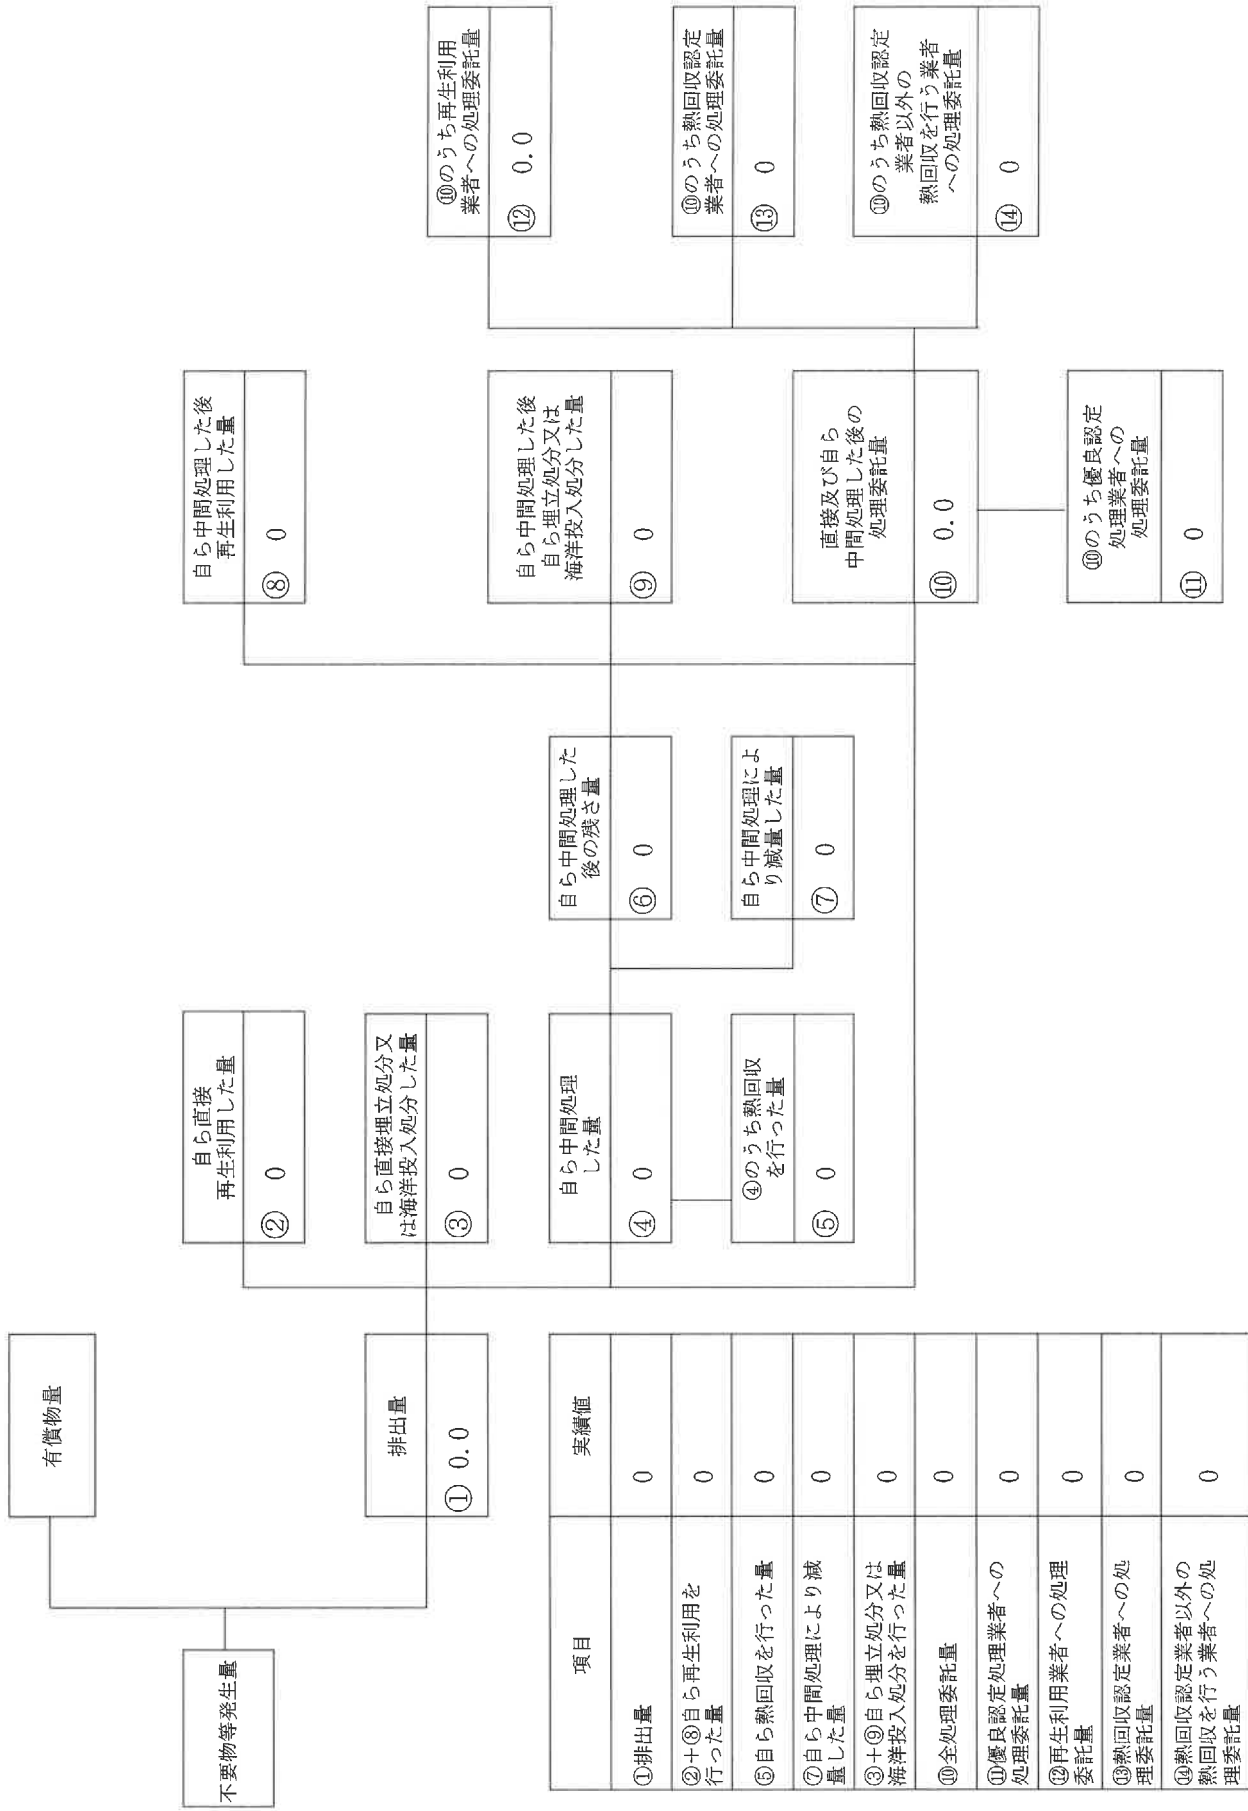 不要物等発生量
有償物量
排出量
① 0.0
自ら直接
再生利用した量
② 0
自ら直接埋立処分又
は海洋投入処分した量
③ 0
自ら中間処理
した量
④ 0
④のうち熱回収
を行った量
⑤ 0
自ら中間処理した
後の残さ量
⑥ 0
自ら中間処理によ
り減量した量
⑦ 0
自ら中間処理した後
再生利用した量
⑧ 0
自ら中間処理した後
自ら埋立処分又は
海洋投入処分した量
⑨ 0
直接及び自ら
中間処理した後の
処理委託量
⑩ 0.0
⑩のうち優良認定
処理業者への
処理委託量
⑪ 0
⑩のうち再生利用
業者への処理委託量
⑫ 0.0
⑩のうち熱回収認定
業者への処理委託量
⑬ 0
⑩のうち熱回収認定
業者以外の
熱回収を行う業者
への処理委託量
⑭ 0
項目 実績値
①排出量 0
②+⑧自ら再生利用を
行った量 0
⑤自ら熱回収を行った量 0
⑦自ら中間処理により減
量した量 0
③+⑨自ら埋立処分又は
海洋投入処分を行った量 0
⑩全処理委託量 0
⑪優良認定処理業者への
処理委託量 0
⑫再生利用業者への処理
委託量 0
⑬熱回収認定業者への処
理委託量 0
⑭熱回収認定業者以外の
熱回収を行う業者への処
理委託量 0